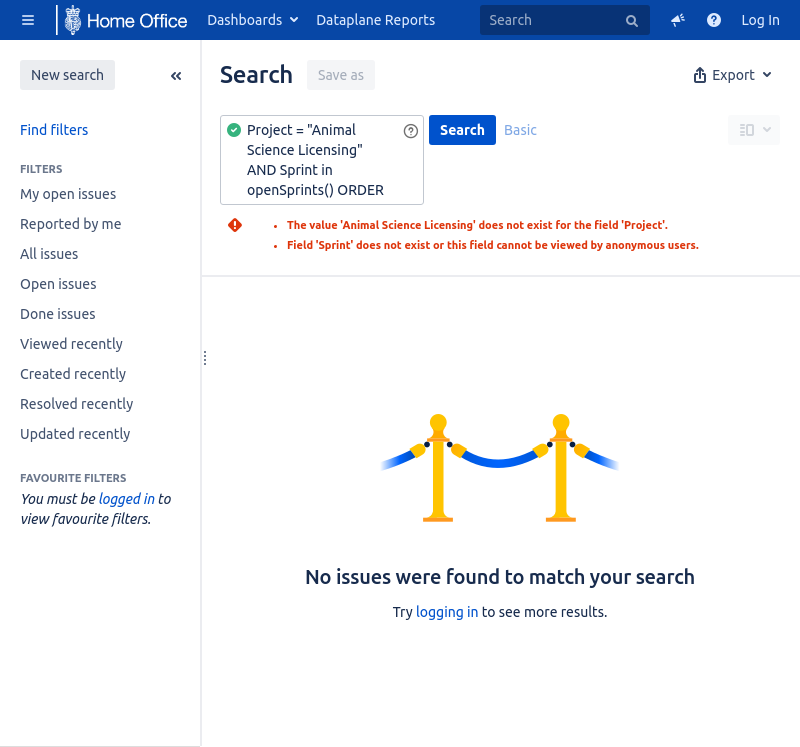 Home Office
Dashboards
Dataplane Reports
Search
Log In
New search
Find filters
FILTERS
My open issues
Reported by me
All issues
Open issues
Done issues
Viewed recently
Created recently
Resolved recently
Updated recently
FAVOURITE FILTERS
You must be logged in to
view favourite filters.
Search
Save as
Export
Project = "Animal
Science Licensing"
AND Sprint in
openSprints() ORDER
Search
Basic
The value 'Animal Science Licensing' does not exist for the field 'Project'.
Field 'Sprint' does not exist or this field cannot be viewed by anonymous users.
No issues were found to match your search
Try logging in to see more results.